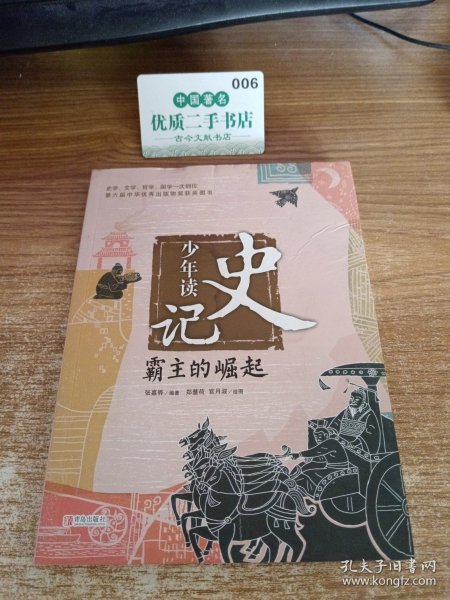 006
中国著名
优质二手书店
古今文献书店
史学、文学、哲学、国学一次到位
第六届中华优秀出版物奖获奖图书
少年读
史记
霸主的崛起
张嘉骅/编著 郑慧荷 官月淑/绘图
青岛出版社
孔夫子旧书网
www.kongfz.com